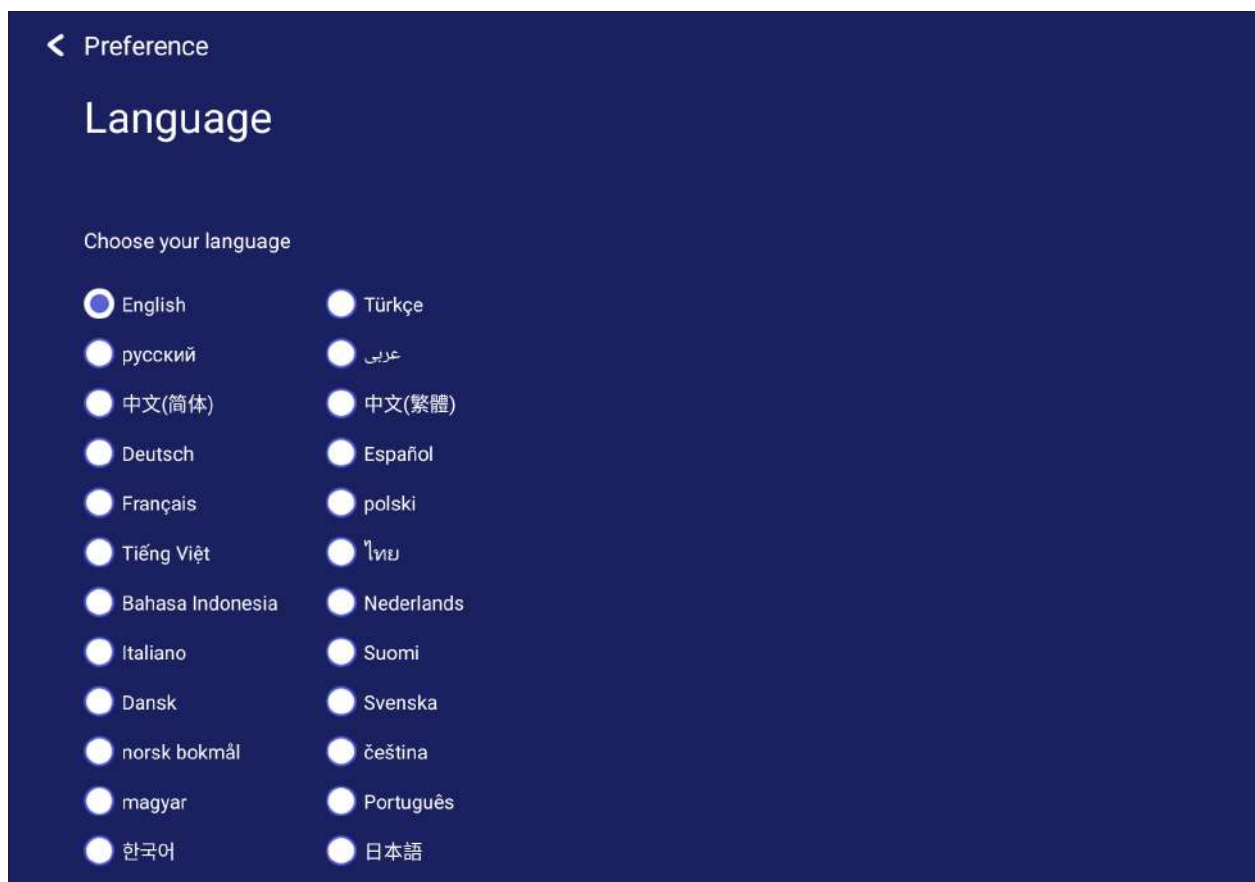 Preference
Language
Choose your language
English
Türkçe
русский
عربى
中文(简体)
中文(繁體)
Deutsch
Español
Français
polski
Tiếng Việt
ไทย
Bahasa Indonesia
Nederlands
Italiano
Suomi
Dansk
Svenska
norsk bokmål
čeština
magyar
Português
한국어
日本語